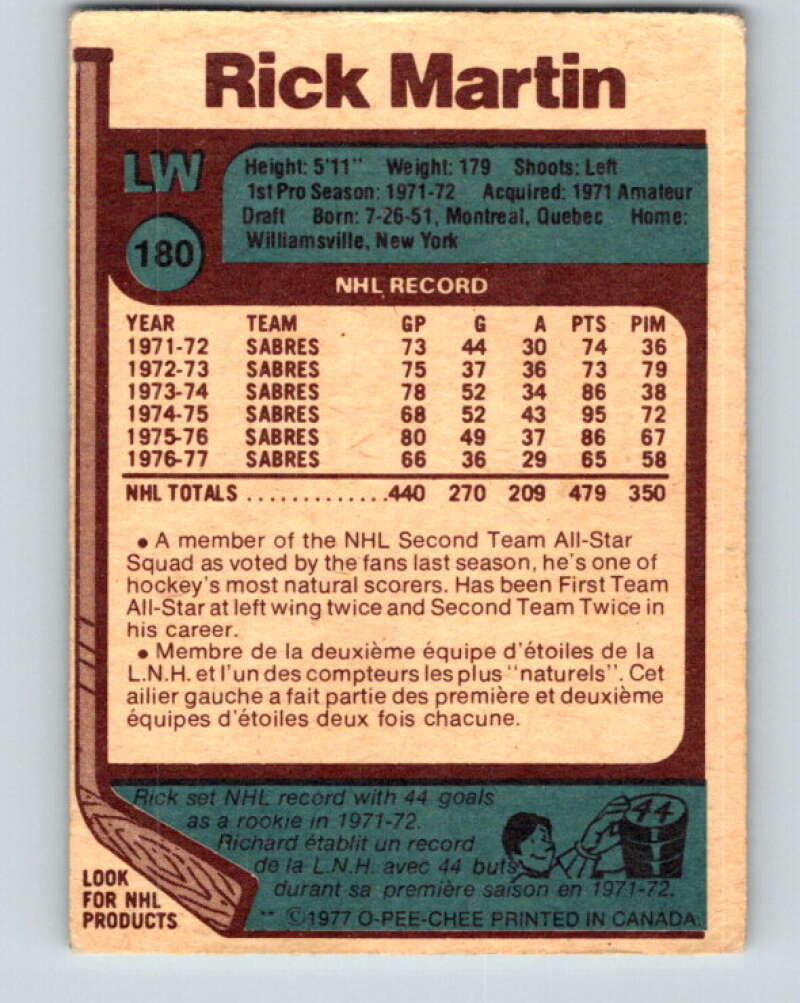 Rick Martin
LW
180
Height: 5'11" Weight: 179 Shoots: Left
1st Pro Season: 1971-72 Acquired: 1971 Amateur
Draft Born: 7-26-51, Montreal, Quebec Home:
Williamsville, New York
NHL RECORD
YEAR TEAM GP G A PTS PIM
1971-72 SABRES 73 44 30 74 36
1972-73 SABRES 75 37 36 73 79
1973-74 SABRES 78 52 34 86 38
1974-75 SABRES 68 52 43 95 72
1975-76 SABRES 80 49 37 86 67
1976-77 SABRES 66 36 29 65 58
NHL TOTALS .............440 270 209 479 350
• A member of the NHL Second Team All-Star
Squad as voted by the fans last season, he's one of
hockey's most natural scorers. Has been First Team
All-Star at left wing twice and Second Team Twice in
his career.
• Membre de la deuxième équipe d'étoiles de la
L.N.H. et l'un des compteurs les plus "naturels". Cet
ailier gauche a fait partie des première et deuxième
équipes d'étoiles deux fois chacune.
Rick set NHL record with 44 goals
as a rookie in 1971-72.
Richard établit un record
de la L.N.H. avec 44 buts
durant sa première saison en 1971-72.
44
LOOK
FOR NHL
PRODUCTS
** ©1977 O-PEE-CHEE PRINTED IN CANADA